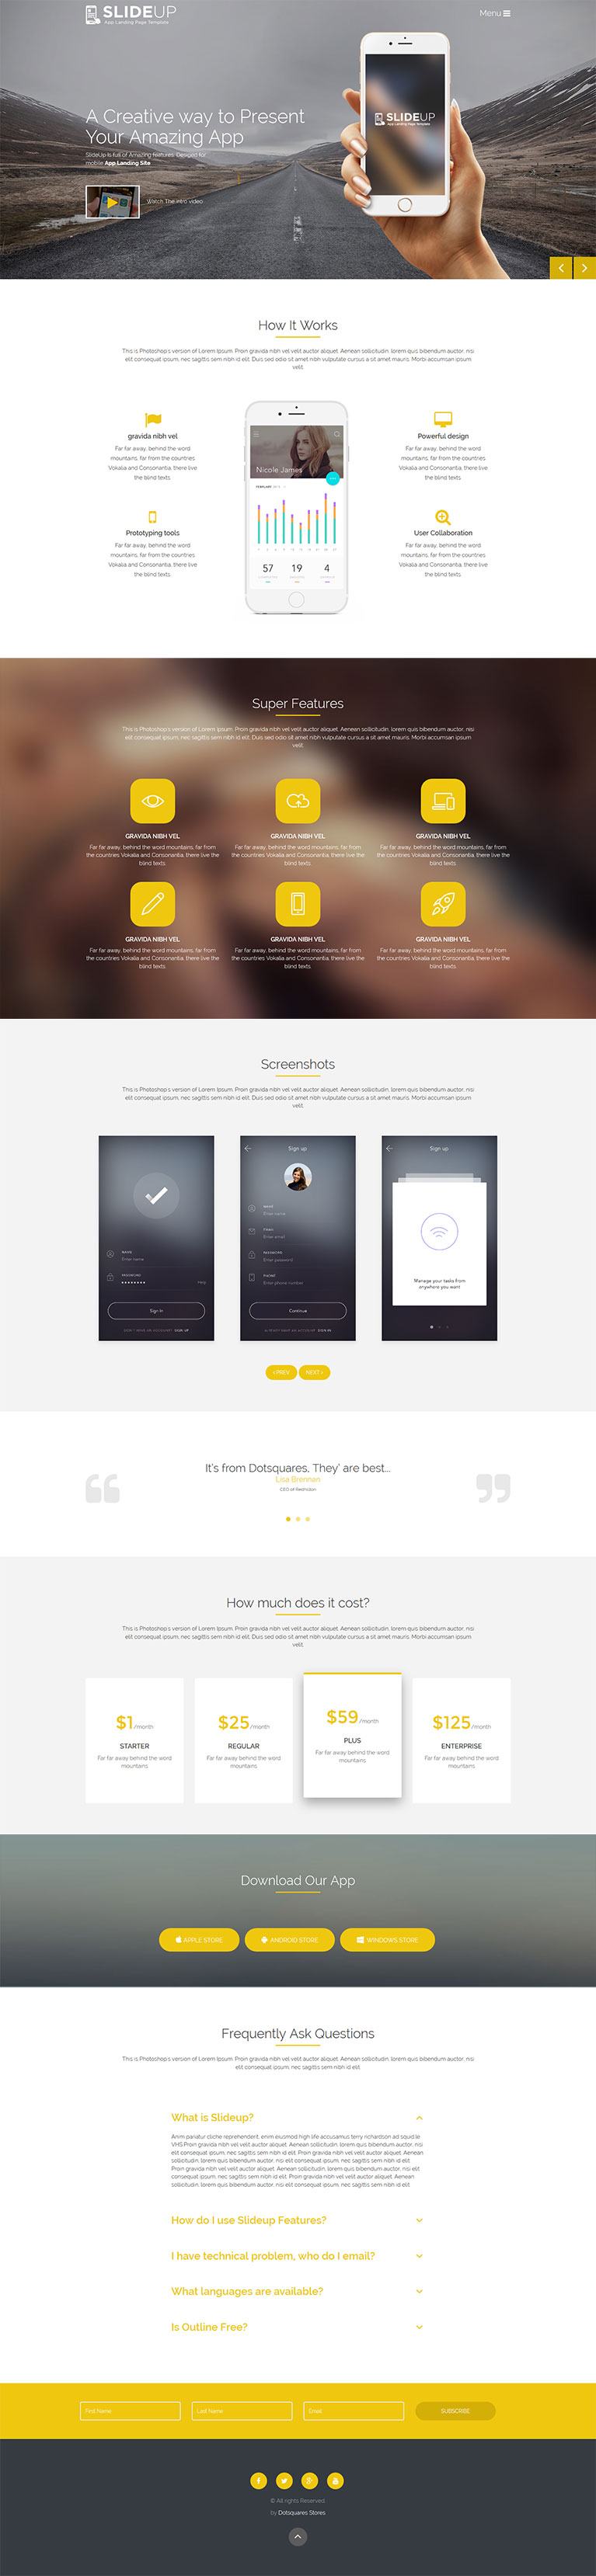 SLIDEUP
App Landing Page Template
Menu
A Creative way to Present
Your Amazing App
SlideUp is full of Amazing features. Designed for
mobile App Landing Site
Watch The intro video
SLIDEUP
App Landing Page Template
How It Works
This is Photoshop's version of Lorem Ipsum. Proin gravida nibh vel velit auctor aliquet. Aenean sollicitudin, lorem quis bibendum auctor, nisi
elit consequat ipsum, nec sagittis sem nibh id elit. Duis sed odio sit amet nibh vulputate cursus a sit amet mauris. Morbi accumsan ipsum
velit.
gravida nibh vel
Far far away, behind the word
mountains, far from the countries
Vokalia and Consonantia, there live
the blind texts.
Prototyping tools
Far far away, behind the word
mountains, far from the countries
Vokalia and Consonantia, there live
the blind texts.
Nicole James
57
19
4
Powerful design
Far far away, behind the word
mountains, far from the countries
Vokalia and Consonantia, there live
the blind texts.
User Collaboration
Far far away, behind the word
mountains, far from the countries
Vokalia and Consonantia, there live
the blind texts.
Super Features
This is Photoshop's version of Lorem Ipsum. Proin gravida nibh vel velit auctor aliquet. Aenean sollicitudin, lorem quis bibendum auctor, nisi
elit consequat ipsum, nec sagittis sem nibh id elit. Duis sed odio sit amet nibh vulputate cursus a sit amet mauris. Morbi accumsan ipsum
velit.
GRAVIDA NIBH VEL
Far far away, behind the word mountains, far from
the countries Vokalia and Consonantia, there live the
blind texts.
GRAVIDA NIBH VEL
Far far away, behind the word mountains, far from
the countries Vokalia and Consonantia, there live the
blind texts.
GRAVIDA NIBH VEL
Far far away, behind the word mountains, far from
the countries Vokalia and Consonantia, there live the
blind texts.
GRAVIDA NIBH VEL
Far far away, behind the word mountains, far from
the countries Vokalia and Consonantia, there live the
blind texts.
GRAVIDA NIBH VEL
Far far away, behind the word mountains, far from
the countries Vokalia and Consonantia, there live the
blind texts.
GRAVIDA NIBH VEL
Far far away, behind the word mountains, far from
the countries Vokalia and Consonantia, there live the
blind texts.
Screenshots
This is Photoshop's version of Lorem Ipsum. Proin gravida nibh vel velit auctor aliquet. Aenean sollicitudin, lorem quis bibendum auctor, nisi
elit consequat ipsum, nec sagittis sem nibh id elit. Duis sed odio sit amet nibh vulputate cursus a sit amet mauris. Morbi accumsan ipsum
velit.
NAME
Enter name
PASSWORD
Help
Sign In
DON'T HAVE AN ACCOUNT? SIGN UP
Sign up
NAME
Enter name
EMAIL
Enter email
PASSWORD
Enter password
PHONE
Enter phone number
Continue
ALREADY HAVE AN ACCOUNT? SIGN IN
Sign up
Manage your tasks from
anywhere you want
‹ PREV
NEXT ›
It's from Dotsquares, They' are best...
Lisa Brennan
CEO of Restriction
How much does it cost?
This is Photoshop's version of Lorem Ipsum. Proin gravida nibh vel velit auctor aliquet. Aenean sollicitudin, lorem quis bibendum auctor, nisi
elit consequat ipsum, nec sagittis sem nibh id elit. Duis sed odio sit amet nibh vulputate cursus a sit amet mauris. Morbi accumsan ipsum
velit.
$1/month
STARTER
Far far away behind the word
mountains
$25/month
REGULAR
Far far away behind the word
mountains
$59/month
PLUS
Far far away behind the word
mountains
$125/month
ENTERPRISE
Far far away behind the word
mountains
Download Our App
APPLE STORE
ANDROID STORE
WINDOWS STORE
Frequently Ask Questions
This is Photoshop's version of Lorem Ipsum. Proin gravida nibh vel velit auctor aliquet. Aenean sollicitudin, lorem quis bibendum auctor, nisi
elit consequat ipsum, nec sagittis sem nibh id elit
What is Slideup?
Anim pariatur cliche reprehenderit, enim eiusmod high life accusamus terry richardson ad squid.le
VHS.Proin gravida nibh vel velit auctor aliquet. Aenean sollicitudin, lorem quis bibendum auctor, nisi
elit consequat ipsum, nec sagittis sem nibh id elit. Proin gravida nibh vel velit auctor aliquet. Aenean
sollicitudin, lorem quis bibendum auctor, nisi elit consequat ipsum, nec sagittis sem nibh id elit.
Proin gravida nibh vel velit auctor aliquet. Aenean sollicitudin, lorem quis bibendum auctor, nisi elit
consequat ipsum, nec sagittis sem nibh id elit. Proin gravida nibh vel velit auctor aliquet. Aenean
sollicitudin, lorem quis bibendum auctor, nisi elit consequat ipsum, nec sagittis sem nibh id elit
How do I use Slideup Features?
I have technical problem, who do I email?
What languages are available?
Is Outline Free?
First Name
Last Name
Email
SUBSCRIBE
© All rights Reserved.
by Dotsquares Stores